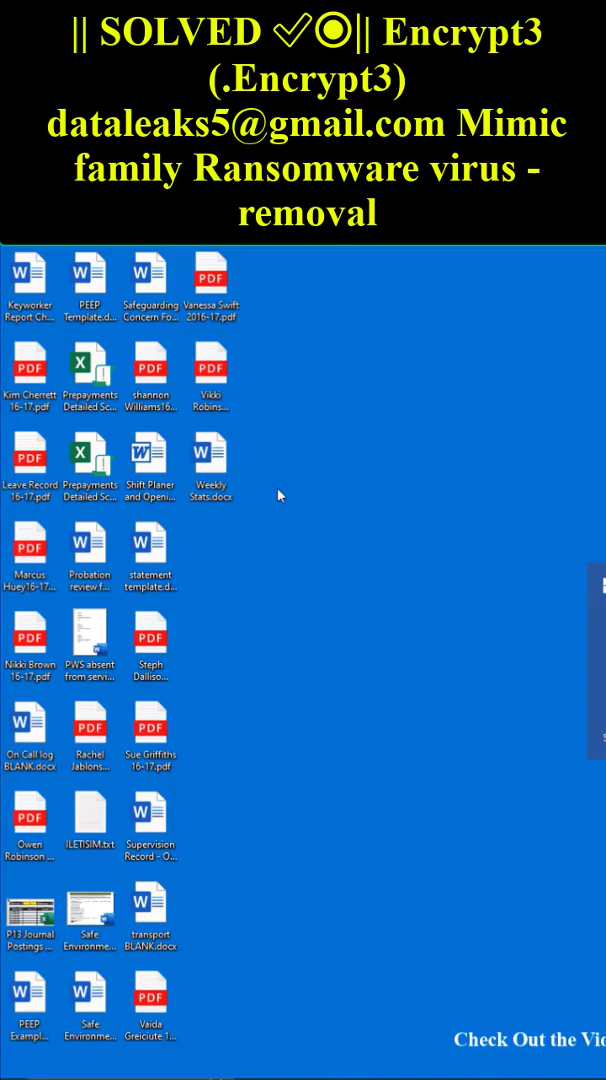 || SOLVED ✅🔘|| Encrypt3
(.Encrypt3)
dataleaks5@gmail.com Mimic
family Ransomware virus -
removal
Keyworker Report Ch...
PEEP Template.d...
Safeguarding Concern Fo...
Vanessa Swift 2016-17.pdf
Kim Cherrett 16-17.pdf
Prepayments Detailed Sc...
shannon Williams16...
Vikki Robins...
Leave Record 16-17.pdf
Prepayments Detailed Sc...
Shift Planer and Openi...
Weekly Stats.docx
Marcus Huey16-17...
Probation review f...
statement template.d...
Nikki Brown 16-17.pdf
PWS absent from servi...
Steph Dalliso...
On Call log BLANK.docx
Rachel Jablons...
Sue Griffiths 16-17.pdf
Owen Robinson ...
ILETISIM.txt
Supervision Record - O...
P13 Journal Postings ...
Safe Environme...
transport BLANK.docx
PEEP Exampl...
Safe Environme...
Vaida Greiciute 1...
Check Out the Vid